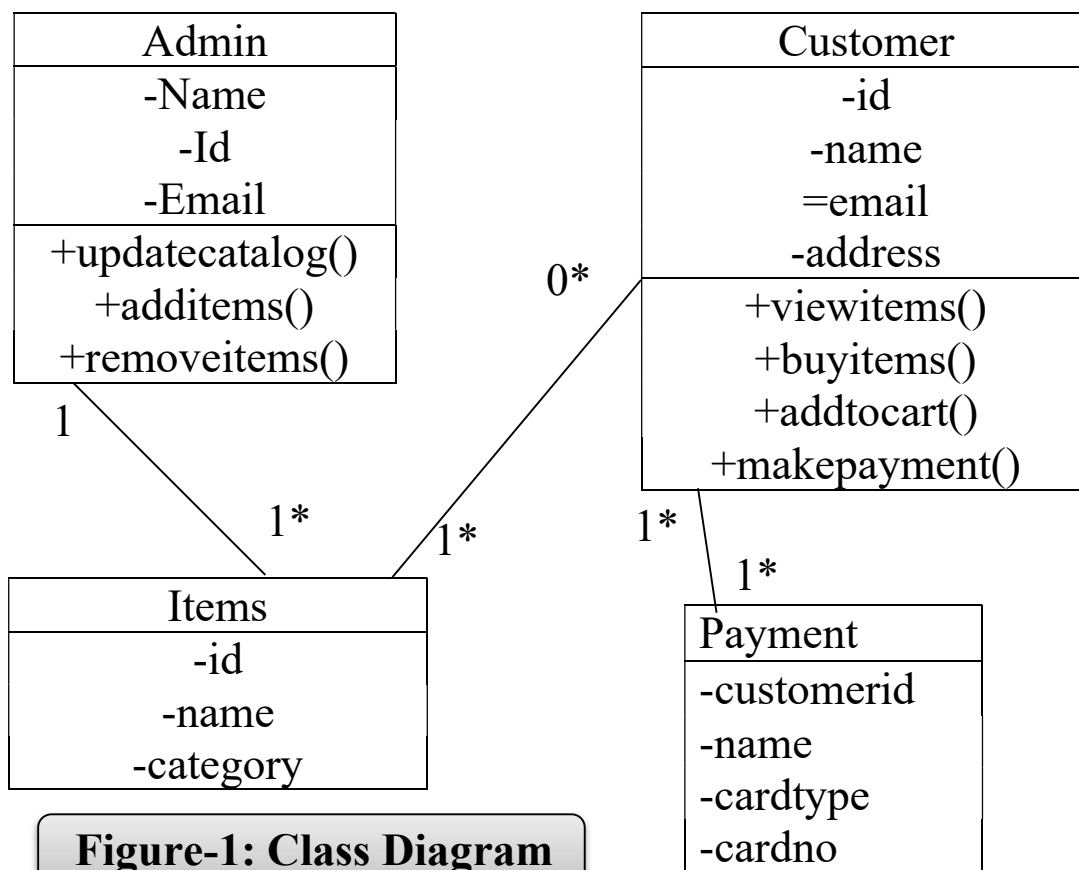 Admin
-Name
-Id
-Email
+updatecatalog()
+additems()
+removeitems()
Customer
-id
-name
=email
-address
+viewitems()
+buyitems()
+addtocart()
+makepayment()
0*
1
1*
1*
1*
1*
Items
-id
-name
-category
Payment
-customerid
-name
-cardtype
-cardno
Figure-1: Class Diagram